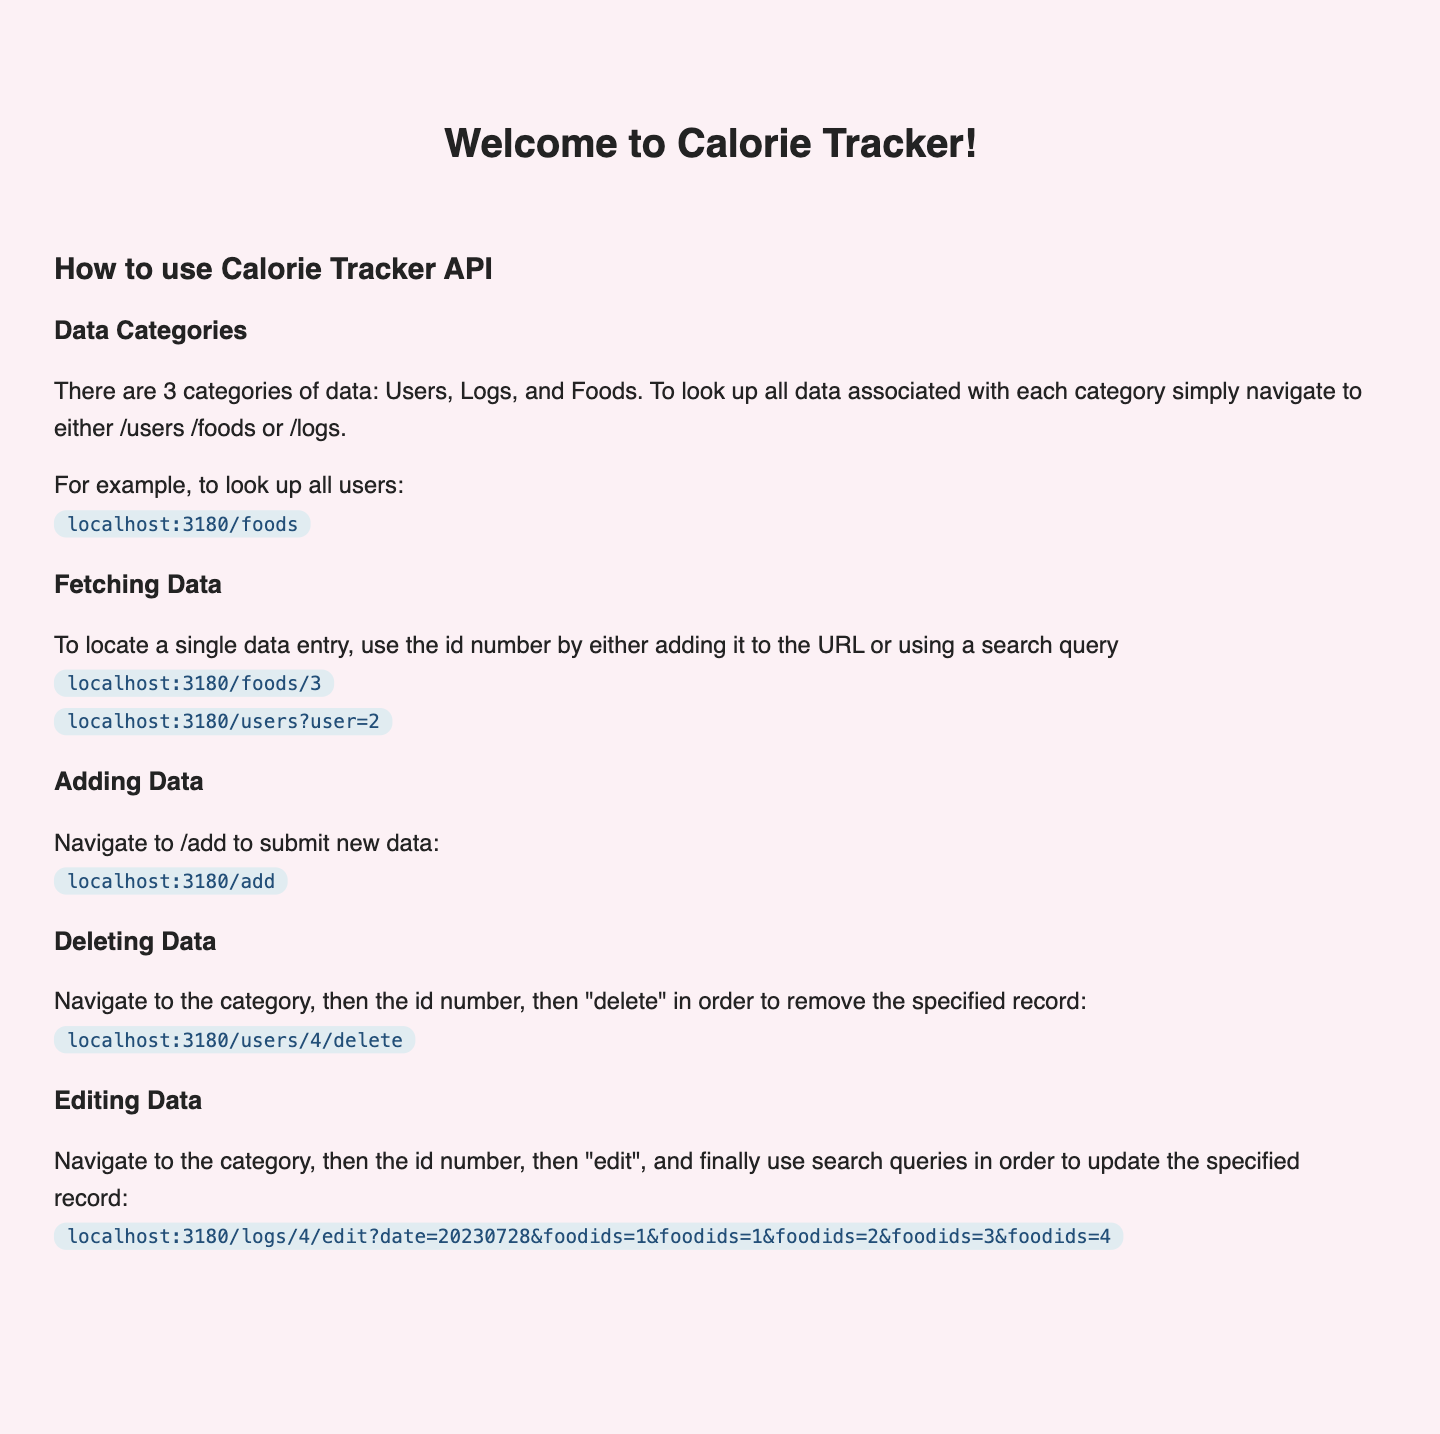 Welcome to Calorie Tracker!
How to use Calorie Tracker API
Data Categories
There are 3 categories of data: Users, Logs, and Foods. To look up all data associated with each category simply navigate to
either /users /foods or /logs.
For example, to look up all users:
localhost:3180/foods
Fetching Data
To locate a single data entry, use the id number by either adding it to the URL or using a search query
localhost:3180/foods/3
localhost:3180/users?user=2
Adding Data
Navigate to /add to submit new data:
localhost:3180/add
Deleting Data
Navigate to the category, then the id number, then "delete" in order to remove the specified record:
localhost:3180/users/4/delete
Editing Data
Navigate to the category, then the id number, then "edit", and finally use search queries in order to update the specified
record:
localhost:3180/logs/4/edit?date=20230728&foodids=1&foodids=1&foodids=2&foodids=3&foodids=4